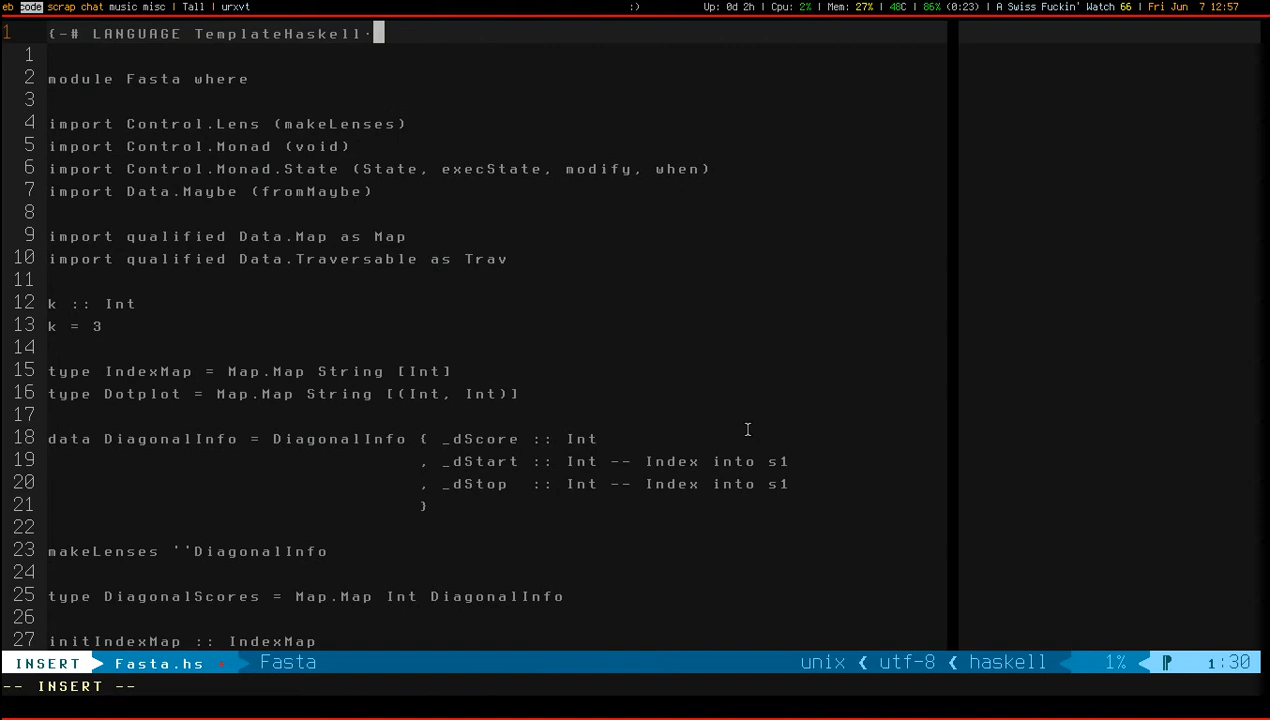 eb code scrap chat music misc | Tall | urxvt :) Up: 0d 2h | Cpu: 2% | Mem: 27% | 48C | 86% (0:23) | A Swiss Fuckin' Watch 66 | Fri Jun 7 12:57
1 {-# LANGUAGE TemplateHaskell·
1
2 module Fasta where
3
4 import Control.Lens (makeLenses)
5 import Control.Monad (void)
6 import Control.Monad.State (State, execState, modify, when)
7 import Data.Maybe (fromMaybe)
8
9 import qualified Data.Map as Map
10 import qualified Data.Traversable as Trav
11
12 k :: Int
13 k = 3
14
15 type IndexMap = Map.Map String [Int]
16 type Dotplot = Map.Map String [(Int, Int)]
17
18 data DiagonalInfo = DiagonalInfo { _dScore :: Int
19 , _dStart :: Int -- Index into s1
20 , _dStop :: Int -- Index into s1
21 }
22
23 makeLenses ''DiagonalInfo
24
25 type DiagonalScores = Map.Map Int DiagonalInfo
26
27 initIndexMap :: IndexMap
INSERT Fasta.hs Fasta unix utf-8 haskell 1% 1:30
-- INSERT --